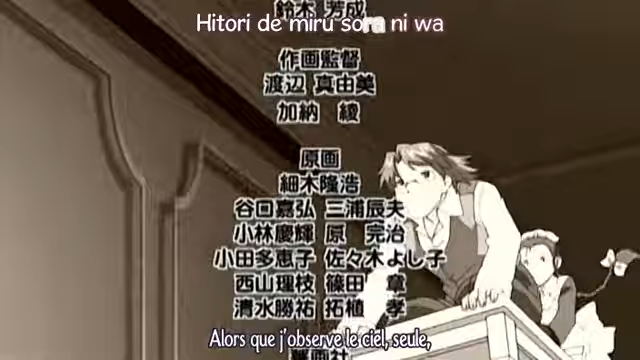 鈴木 芳成
Hitori de miru sora ni wa
作画監督
渡辺 真由美
加納 綾
原画
細木隆浩
谷口嘉弘 三浦辰夫
小林慶輝 原 完治
小田多恵子 佐々木よし子
西山理枝 篠田 章
清水勝祐 拓植 孝
Alors que j'observe le ciel, seule,